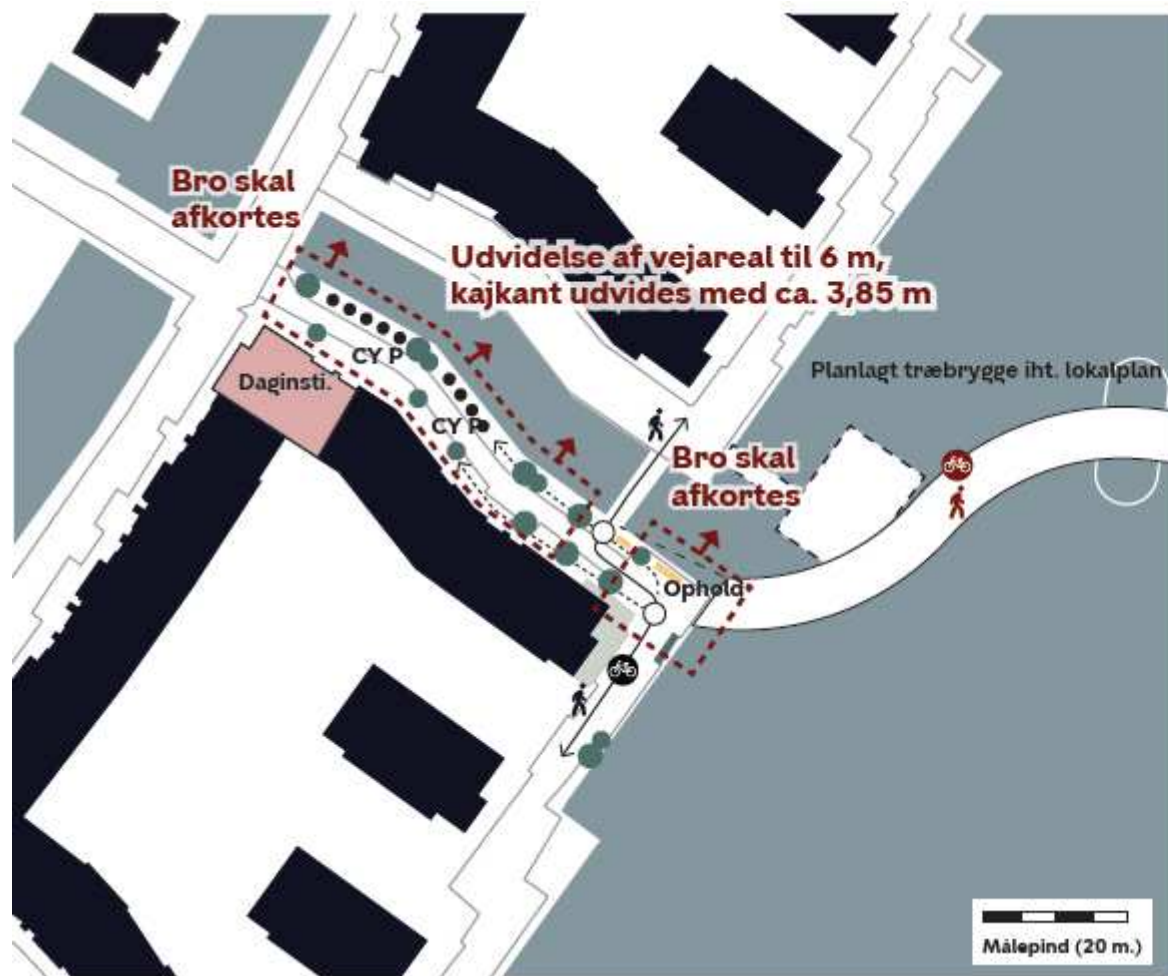 Bro skal
afkortes
Udvidelse af vejareal til 6 m,
kajkant udvides med ca. 3,85 m
CY P
Daginsti.
Planlagt træbrygge iht. lokalplan
CY P
Bro skal
afkortes
Ophold
Målepind (20 m.)